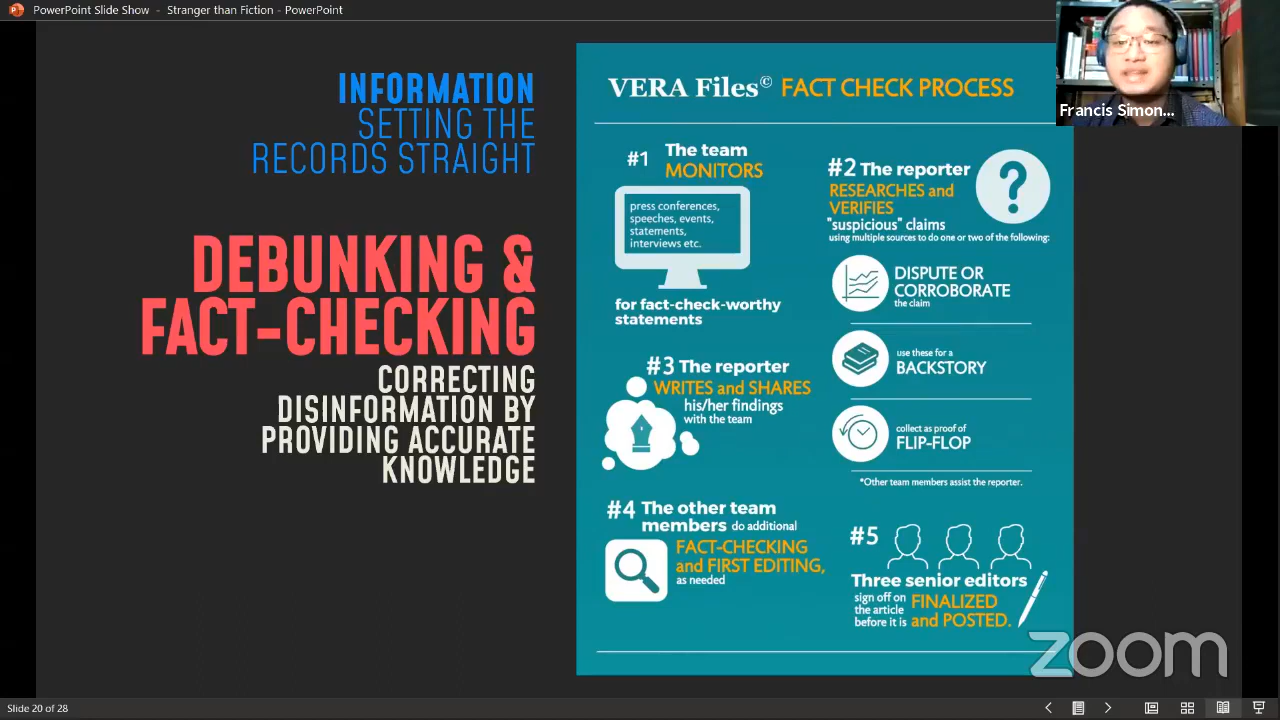 PowerPoint Slide Show - Stranger than Fiction - PowerPoint
Francis Simon...
INFORMATION
SETTING THE
RECORDS STRAIGHT
DEBUNKING &
FACT-CHECKING
CORRECTING
DISINFORMATION BY
PROVIDING ACCURATE
KNOWLEDGE
VERA Files© FACT CHECK PROCESS
#1 The team
MONITORS
press conferences,
speeches, events,
statements,
interviews etc.
for fact-check-worthy
statements
#2 The reporter
RESEARCHES and
VERIFIES
"suspicious" claims
using multiple sources to do one or two of the following:
DISPUTE OR
CORROBORATE
the claim
use these for a
BACKSTORY
collect as proof of
FLIP-FLOP
*Other team members assist the reporter.
#3 The reporter
WRITES and SHARES
his/her findings
with the team
#4 The other team
members do additional
FACT-CHECKING
and FIRST EDITING,
as needed
#5
Three senior editors
sign off on
the article FINALIZED
before it is and POSTED.
zoom
Slide 20 of 28